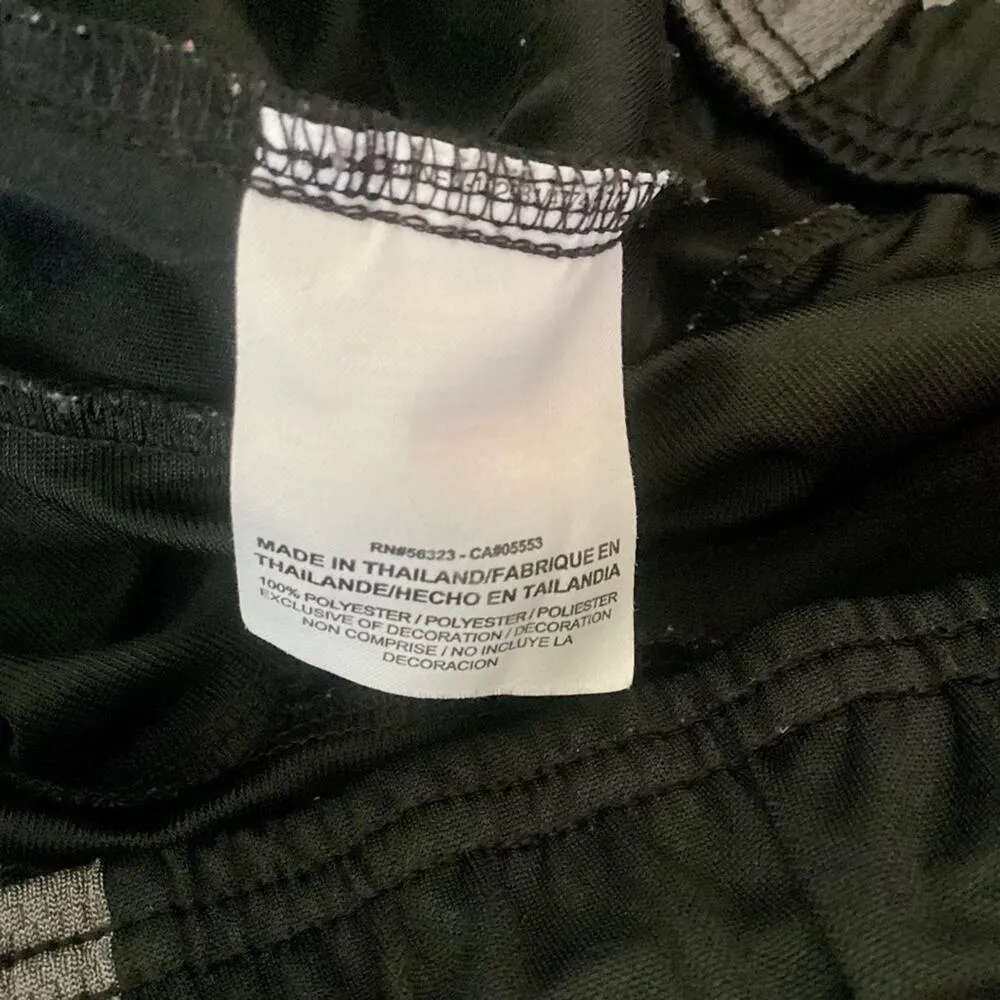 RN#56323 - CA#05553
MADE IN THAILAND/FABRIQUE EN
THAILANDE/HECHO EN TAILANDIA
100% POLYESTER / POLYESTER / POLIESTER
EXCLUSIVE OF DECORATION / DÉCORATION
NON COMPRISE / NO INCLUYE LA
DECORACION